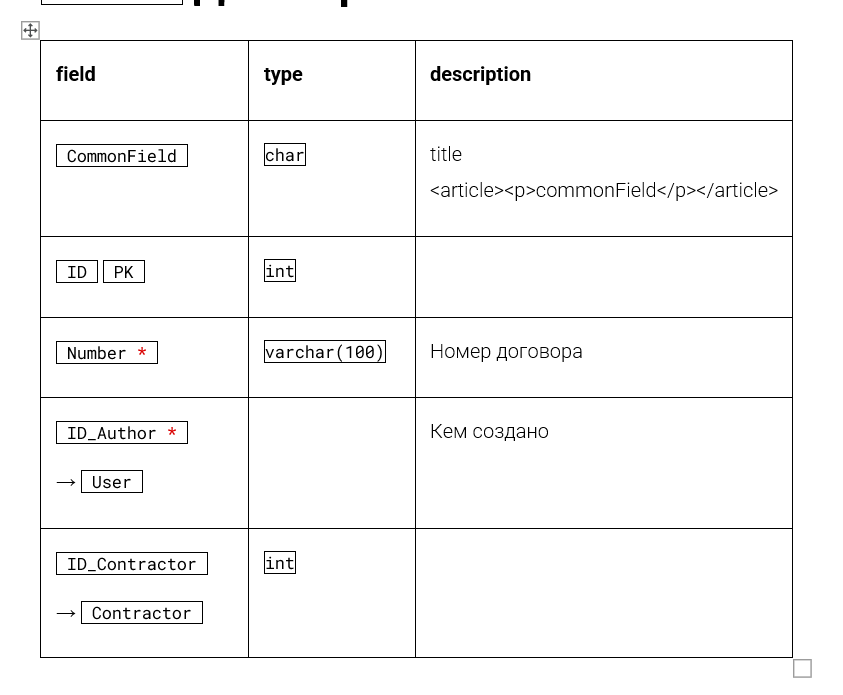 field type description
CommonField char title
<article><p>commonField</p></article>
ID PK int
Number * varchar(100) Номер договора
ID_Author * Кем создано
→ User
ID_Contractor int
→ Contractor